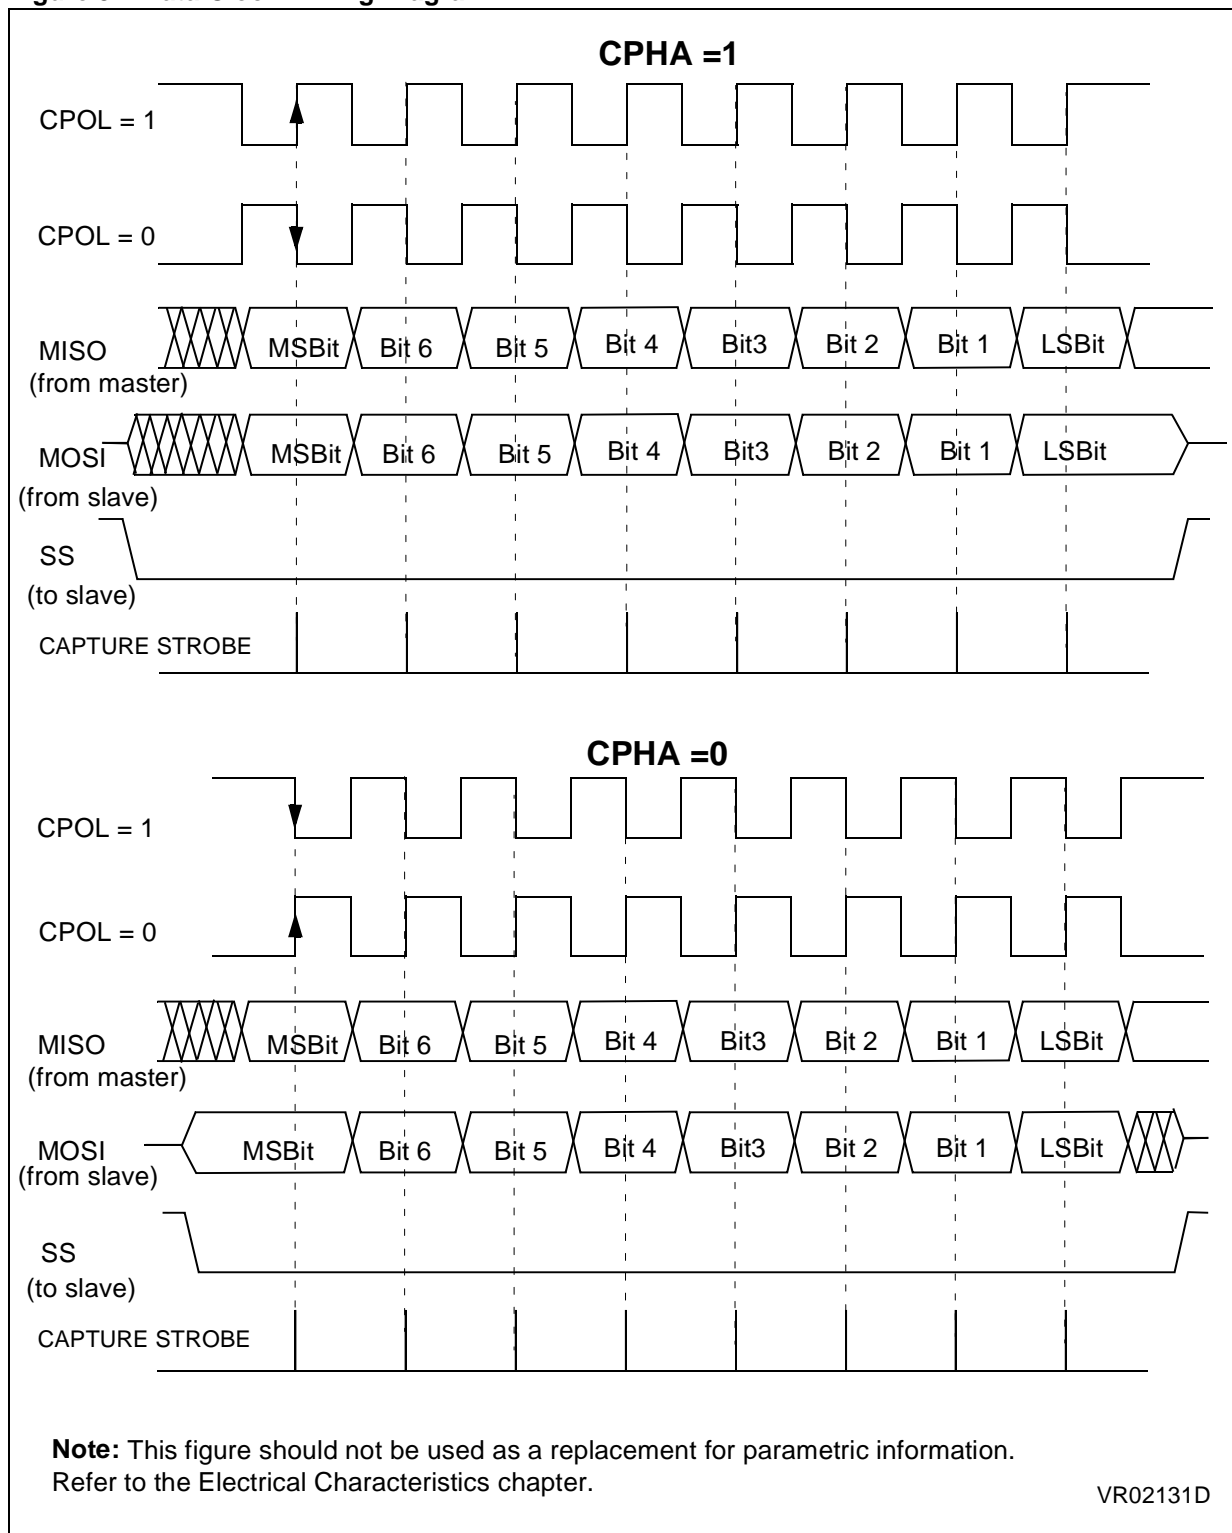 CPHA =1
CPOL = 1
CPOL = 0
MISO
(from master)
MSBit Bit 6 Bit 5 Bit 4 Bit3 Bit 2 Bit 1 LSBit
MOSI
(from slave)
MSBit Bit 6 Bit 5 Bit 4 Bit3 Bit 2 Bit 1 LSBit
SS
(to slave)
CAPTURE STROBE
CPHA =0
CPOL = 1
CPOL = 0
MISO
(from master)
MSBit Bit 6 Bit 5 Bit 4 Bit3 Bit 2 Bit 1 LSBit
MOSI
(from slave)
MSBit Bit 6 Bit 5 Bit 4 Bit3 Bit 2 Bit 1 LSBit
SS
(to slave)
CAPTURE STROBE
Note: This figure should not be used as a replacement for parametric information.
Refer to the Electrical Characteristics chapter.
VR02131D